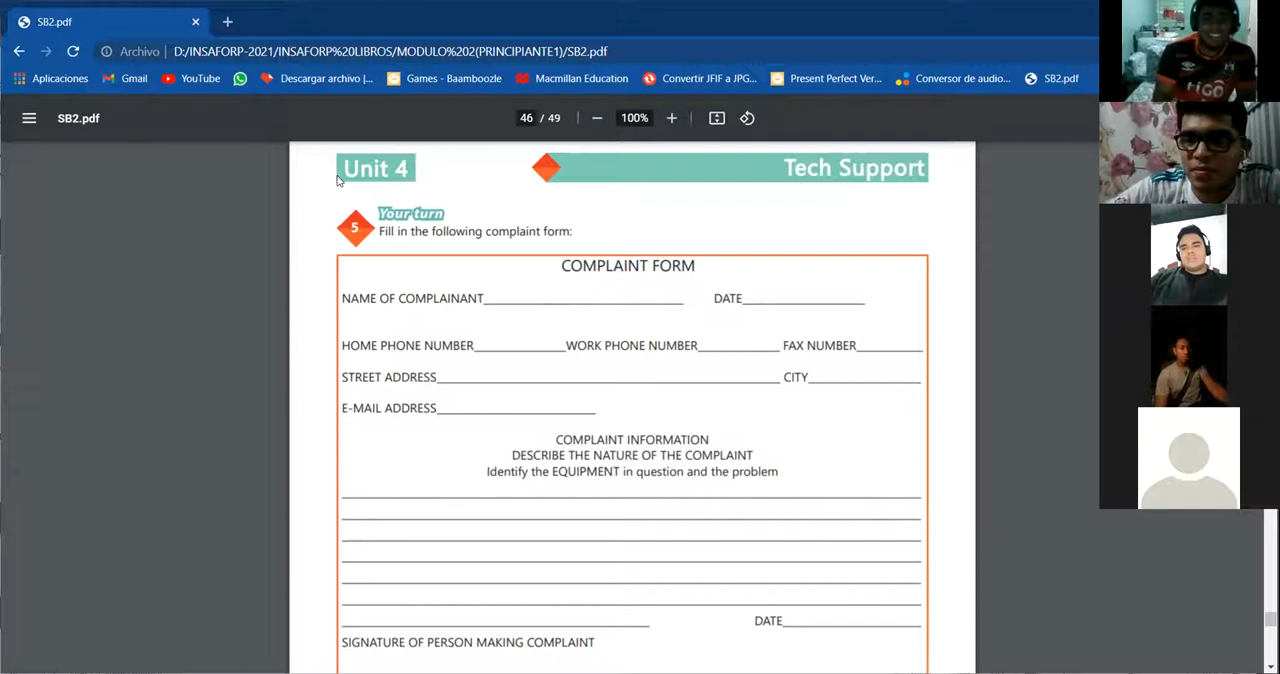 SB2.pdf
Archivo D:/INSAFORP-2021/INSAFORP%20LIBROS/MODULO%202(PRINCIPIANTE1)/SB2.pdf
Aplicaciones Gmail YouTube Descargar archivo |... Games - Baamboozle Macmillan Education Convertir JFIF a JPG... Present Perfect Ver... Conversor de audio... SB2.pdf
SB2.pdf 46 / 49 100%
Unit 4 Tech Support
Your turn
5 Fill in the following complaint form:
COMPLAINT FORM
NAME OF COMPLAINANT DATE
HOME PHONE NUMBER WORK PHONE NUMBER FAX NUMBER
STREET ADDRESS CITY
E-MAIL ADDRESS
COMPLAINT INFORMATION
DESCRIBE THE NATURE OF THE COMPLAINT
Identify the EQUIPMENT in question and the problem
DATE
SIGNATURE OF PERSON MAKING COMPLAINT
TIGO